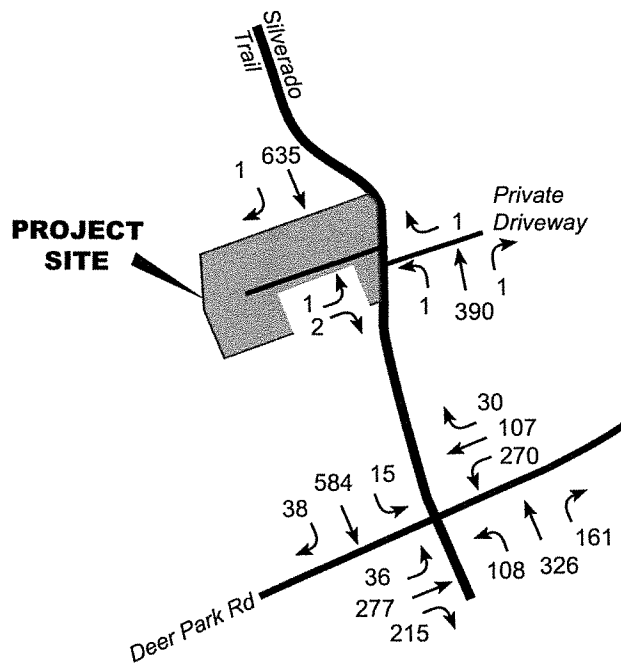 Silverado
Trail
635
1
Private
Driveway
1
PROJECT
SITE
1
390
1
1
2
30
107
270
15
584
38
161
326
108
36
277
215
Deer Park Rd